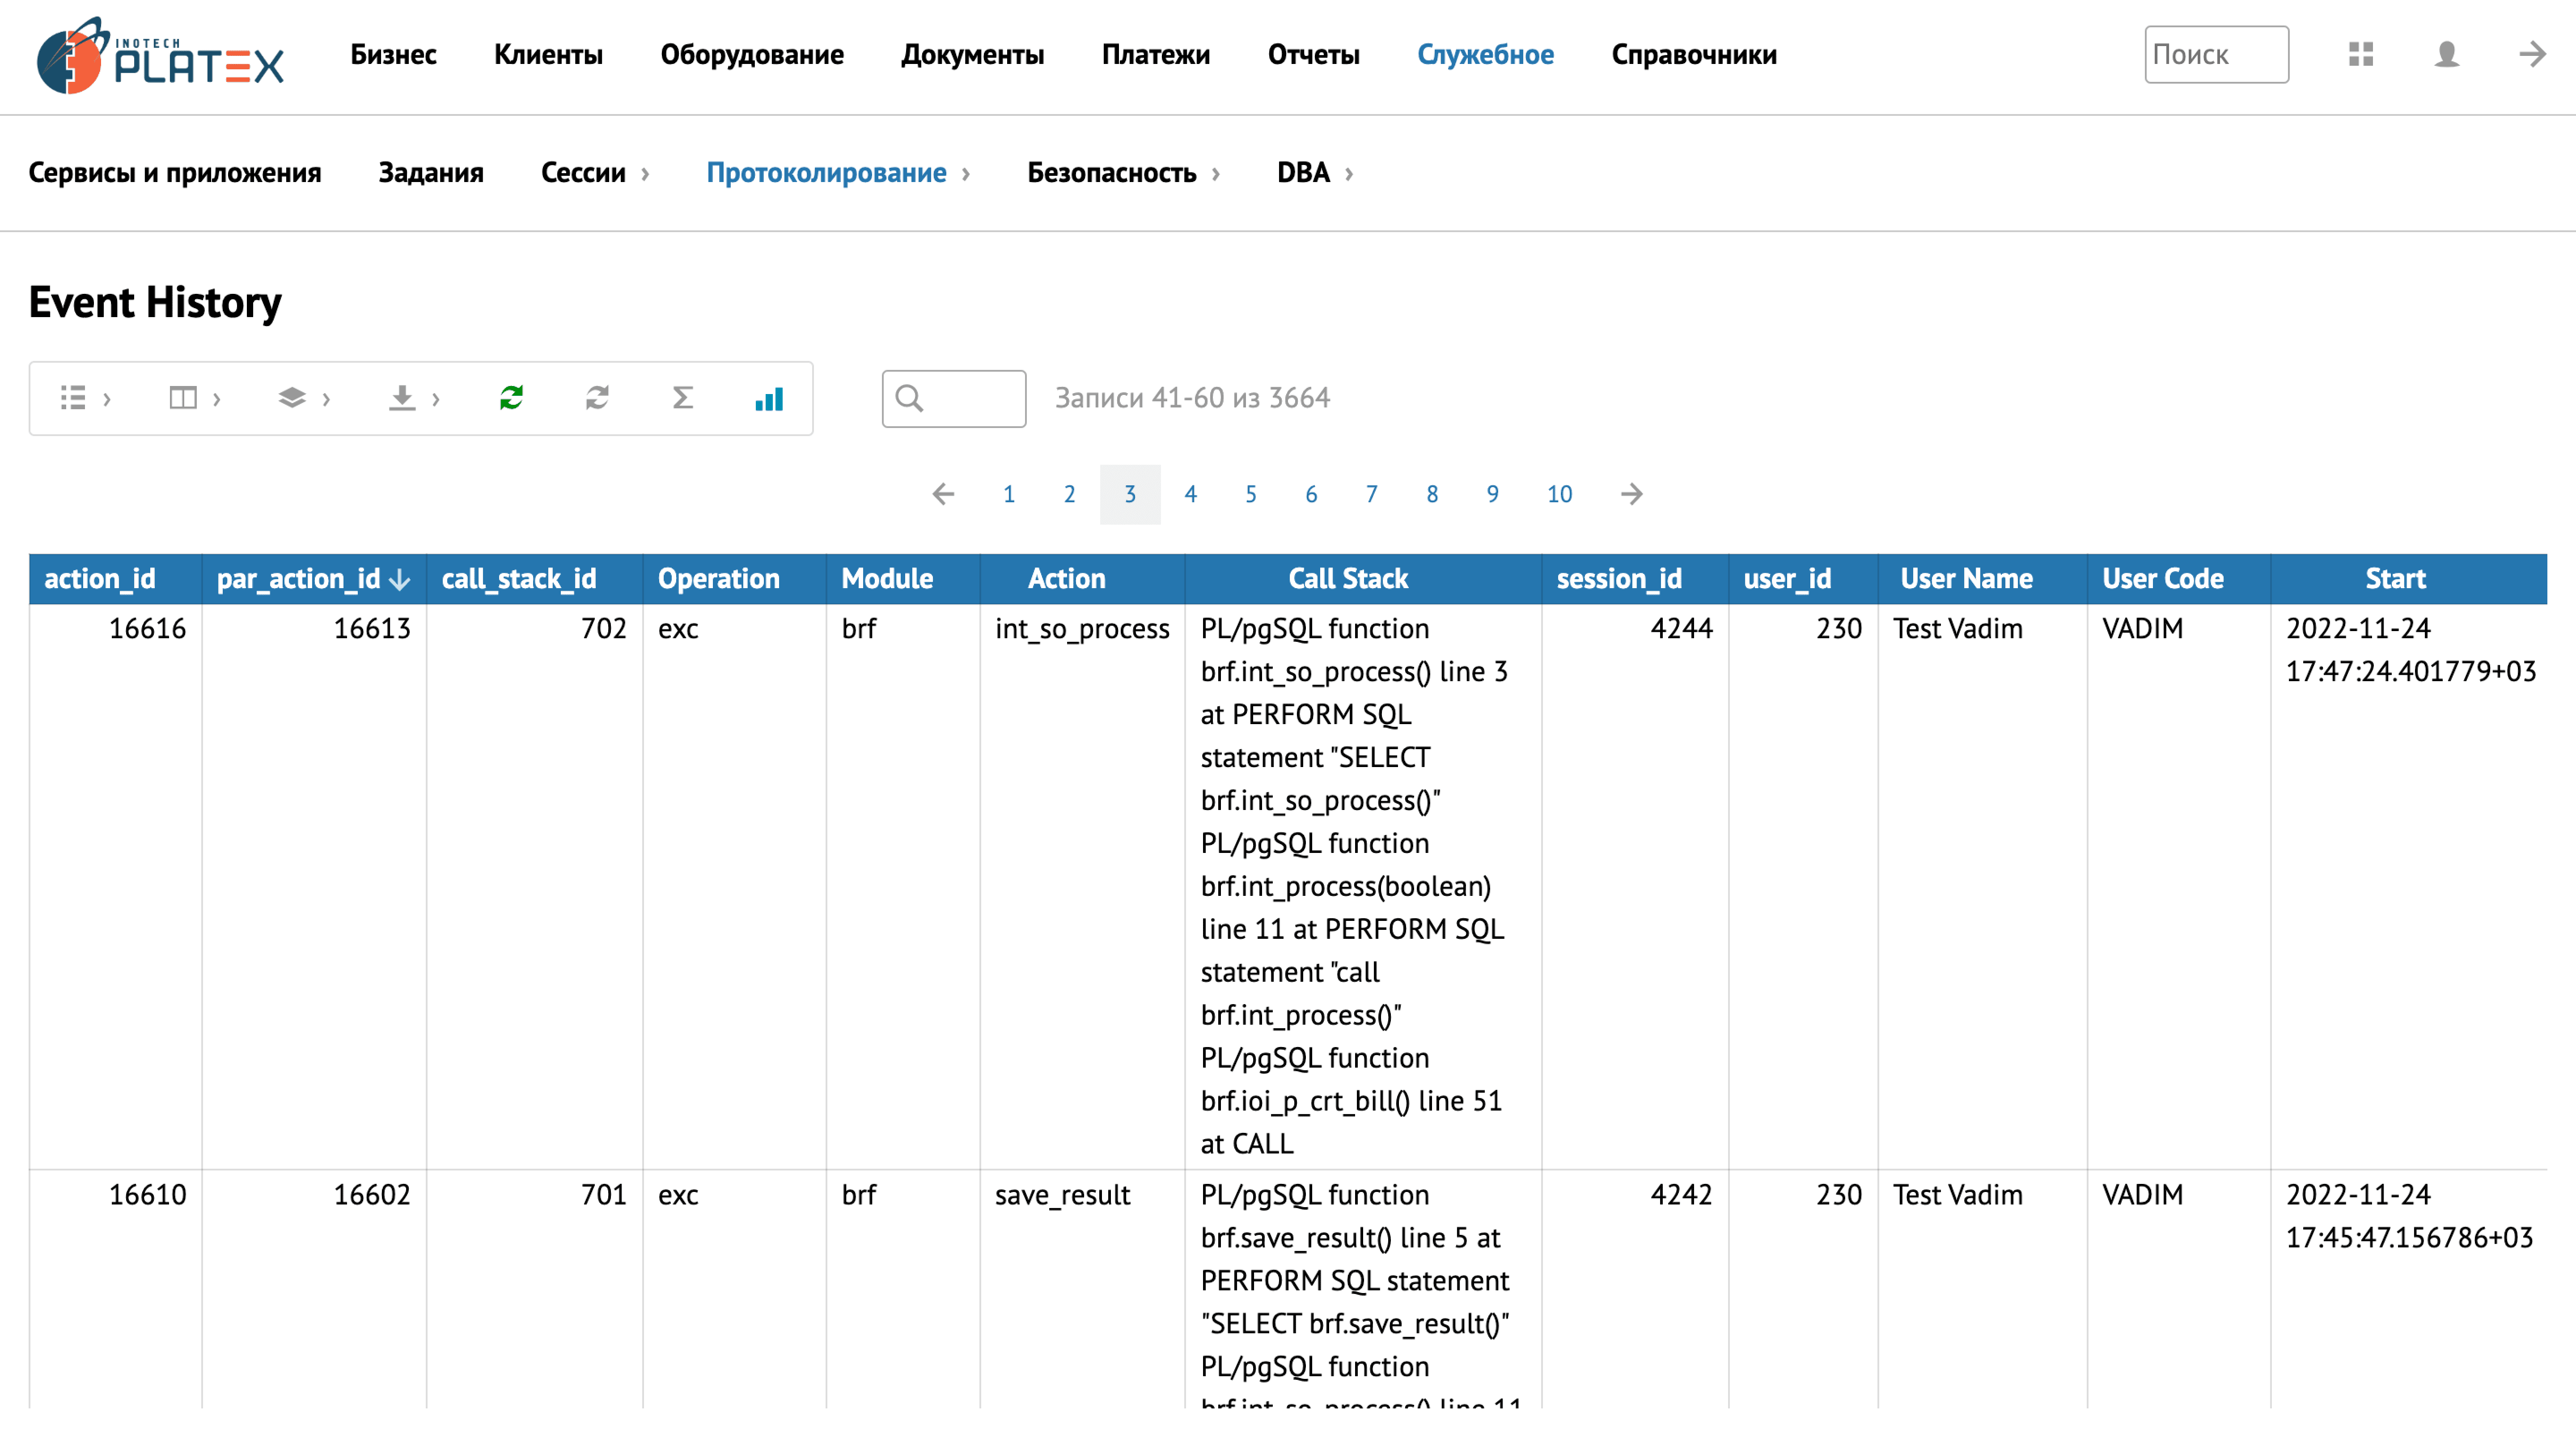 INOTECH
PLATEX
Бизнес Клиенты Оборудование Документы Платежи Отчеты Служебное Справочники
Поиск
Сервисы и приложения Задания Сессии › Протоколирование › Безопасность › DBA ›
Event History
Записи 41-60 из 3664
1 2 3 4 5 6 7 8 9 10
action_id par_action_id call_stack_id Operation Module Action Call Stack session_id user_id User Name User Code Start
16616 16613 702 exc brf int_so_process PL/pgSQL function 4244 230 Test Vadim VADIM 2022-11-24
brf.int_so_process() line 3 17:47:24.401779+03
at PERFORM SQL
statement "SELECT
brf.int_so_process()"
PL/pgSQL function
brf.int_process(boolean)
line 11 at PERFORM SQL
statement "call
brf.int_process()"
PL/pgSQL function
brf.ioi_p_crt_bill() line 51
at CALL
16610 16602 701 exc brf save_result PL/pgSQL function 4242 230 Test Vadim VADIM 2022-11-24
brf.save_result() line 5 at 17:45:47.156786+03
PERFORM SQL statement
"SELECT brf.save_result()"
PL/pgSQL function
brf.int_so_process() line 11